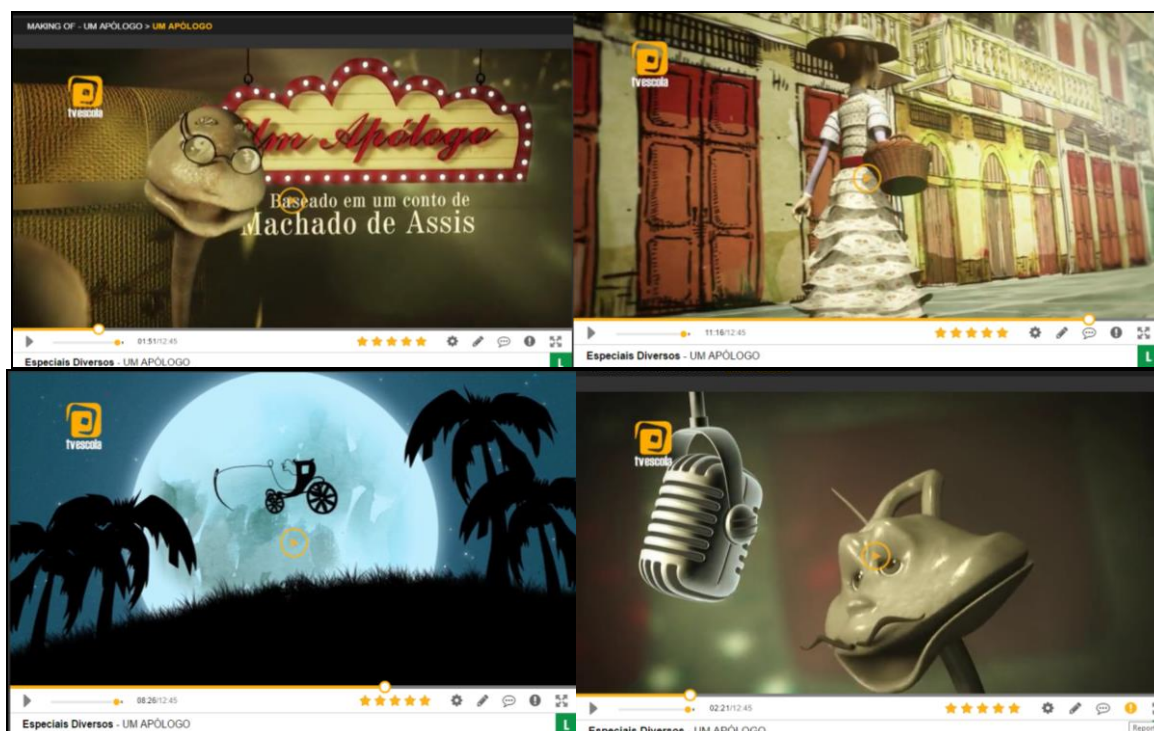 MAKING OF - UM APÓLOGO > UM APÓLOGO
tvescola
Um Apólogo
Baseado em um conto de
Machado de Assis
01:51/12:45
Especiais Diversos - UM APÓLOGO
L
tvescola
11:16/12:45
Especiais Diversos - UM APÓLOGO
L
tvescola
08:26/12:45
Especiais Diversos - UM APÓLOGO
L
tvescola
02:21/12:45
Especiais Diversos - UM APÓLOGO
Report